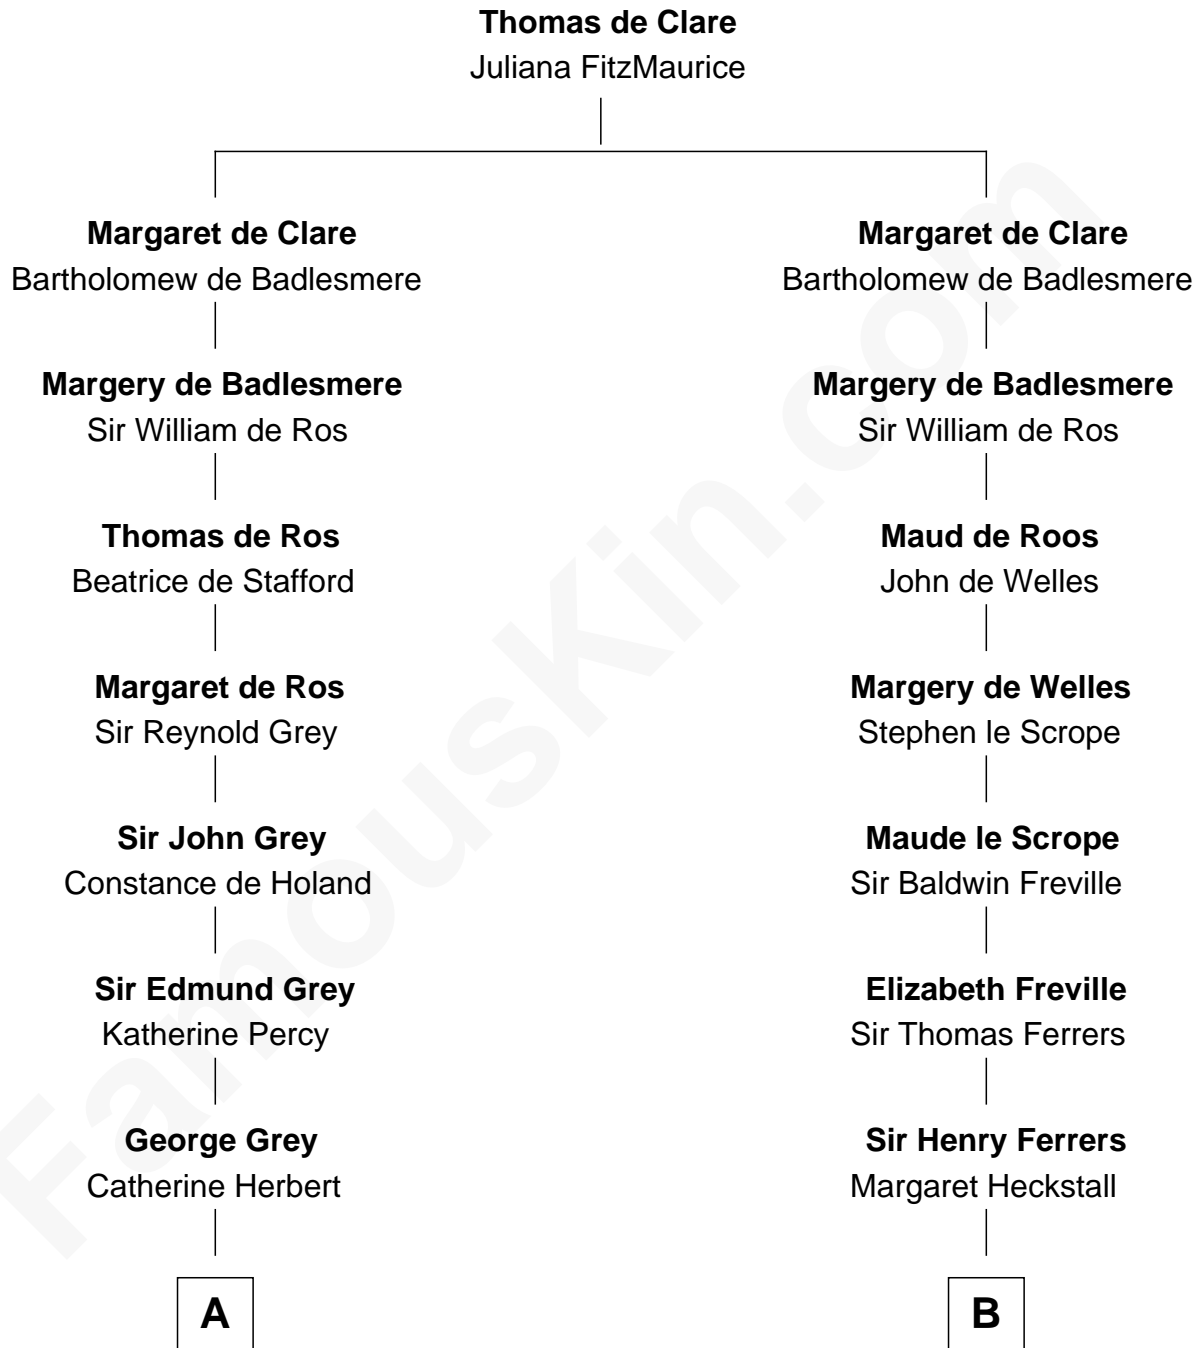 Thomas de Clare
Juliana FitzMaurice
Margaret de Clare
Bartholomew de Badlesmere
Margaret de Clare
Bartholomew de Badlesmere
Margery de Badlesmere
Sir William de Ros
Margery de Badlesmere
Sir William de Ros
Thomas de Ros
Beatrice de Stafford
Maud de Roos
John de Welles
Margaret de Ros
Sir Reynold Grey
Margery de Welles
Stephen le Scrope
Sir John Grey
Constance de Holand
Maude le Scrope
Sir Baldwin Freville
Sir Edmund Grey
Katherine Percy
Elizabeth Freville
Sir Thomas Ferrers
George Grey
Catherine Herbert
Sir Henry Ferrers
Margaret Heckstall
A
B
FamousKin.com